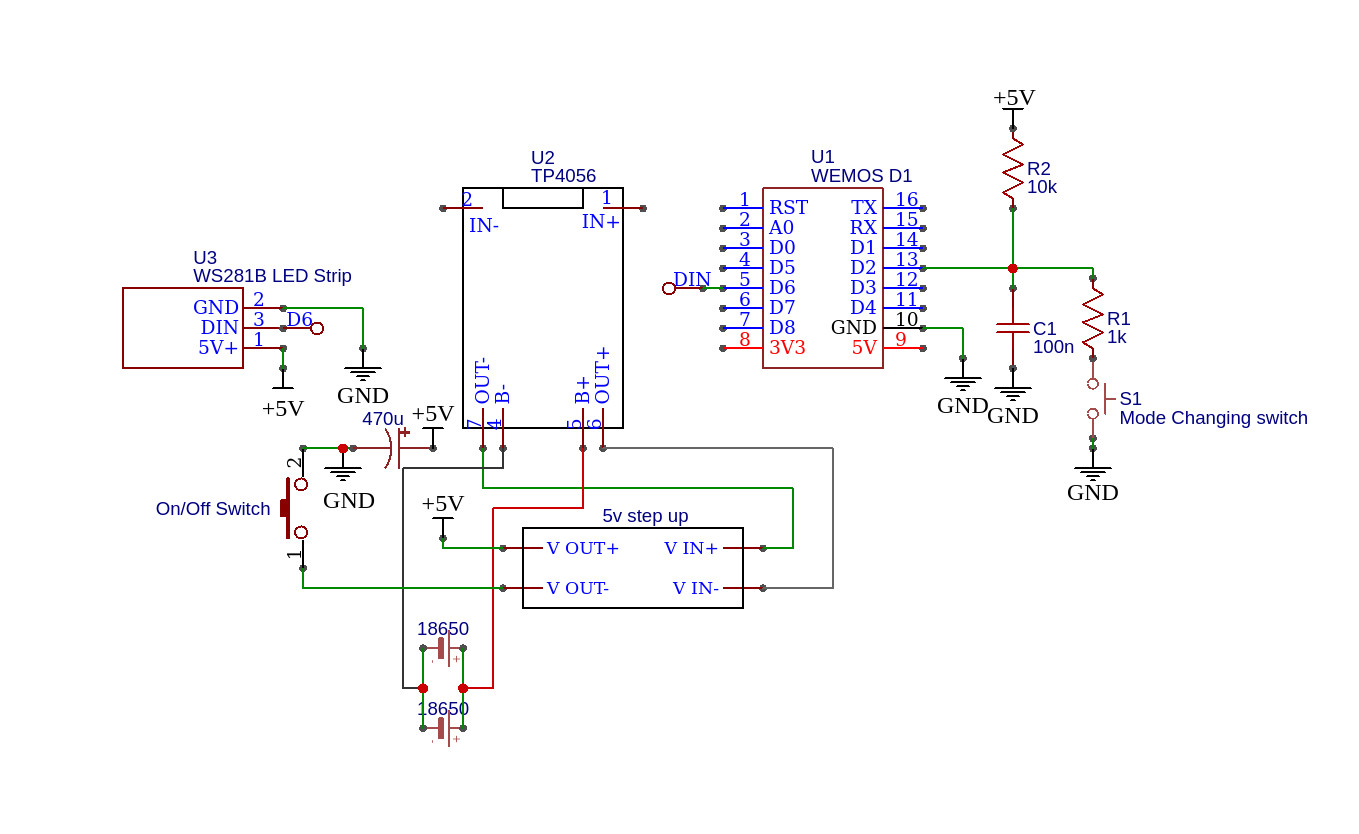 +5V
U2
TP4056
2
1
IN-
IN+
OUT-
B-
B+
OUT+
7
4
5
6
U1
WEMOS D1
1
RST
TX
16
2
A0
RX
15
3
D0
D1
14
4
D5
D2
13
DIN
5
D6
D3
12
6
D7
D4
11
7
D8
GND
10
8
3V3
5V
9
R2
10k
U3
WS281B LED Strip
GND
2
DIN
3
D6
5V+
1
+5V
GND
C1
100n
R1
1k
GND
GND
S1
Mode Changing switch
GND
470u
+
+5V
2
GND
On/Off Switch
1
+5V
5v step up
V OUT+
V IN+
V OUT-
V IN-
18650
-
+
18650
-
+